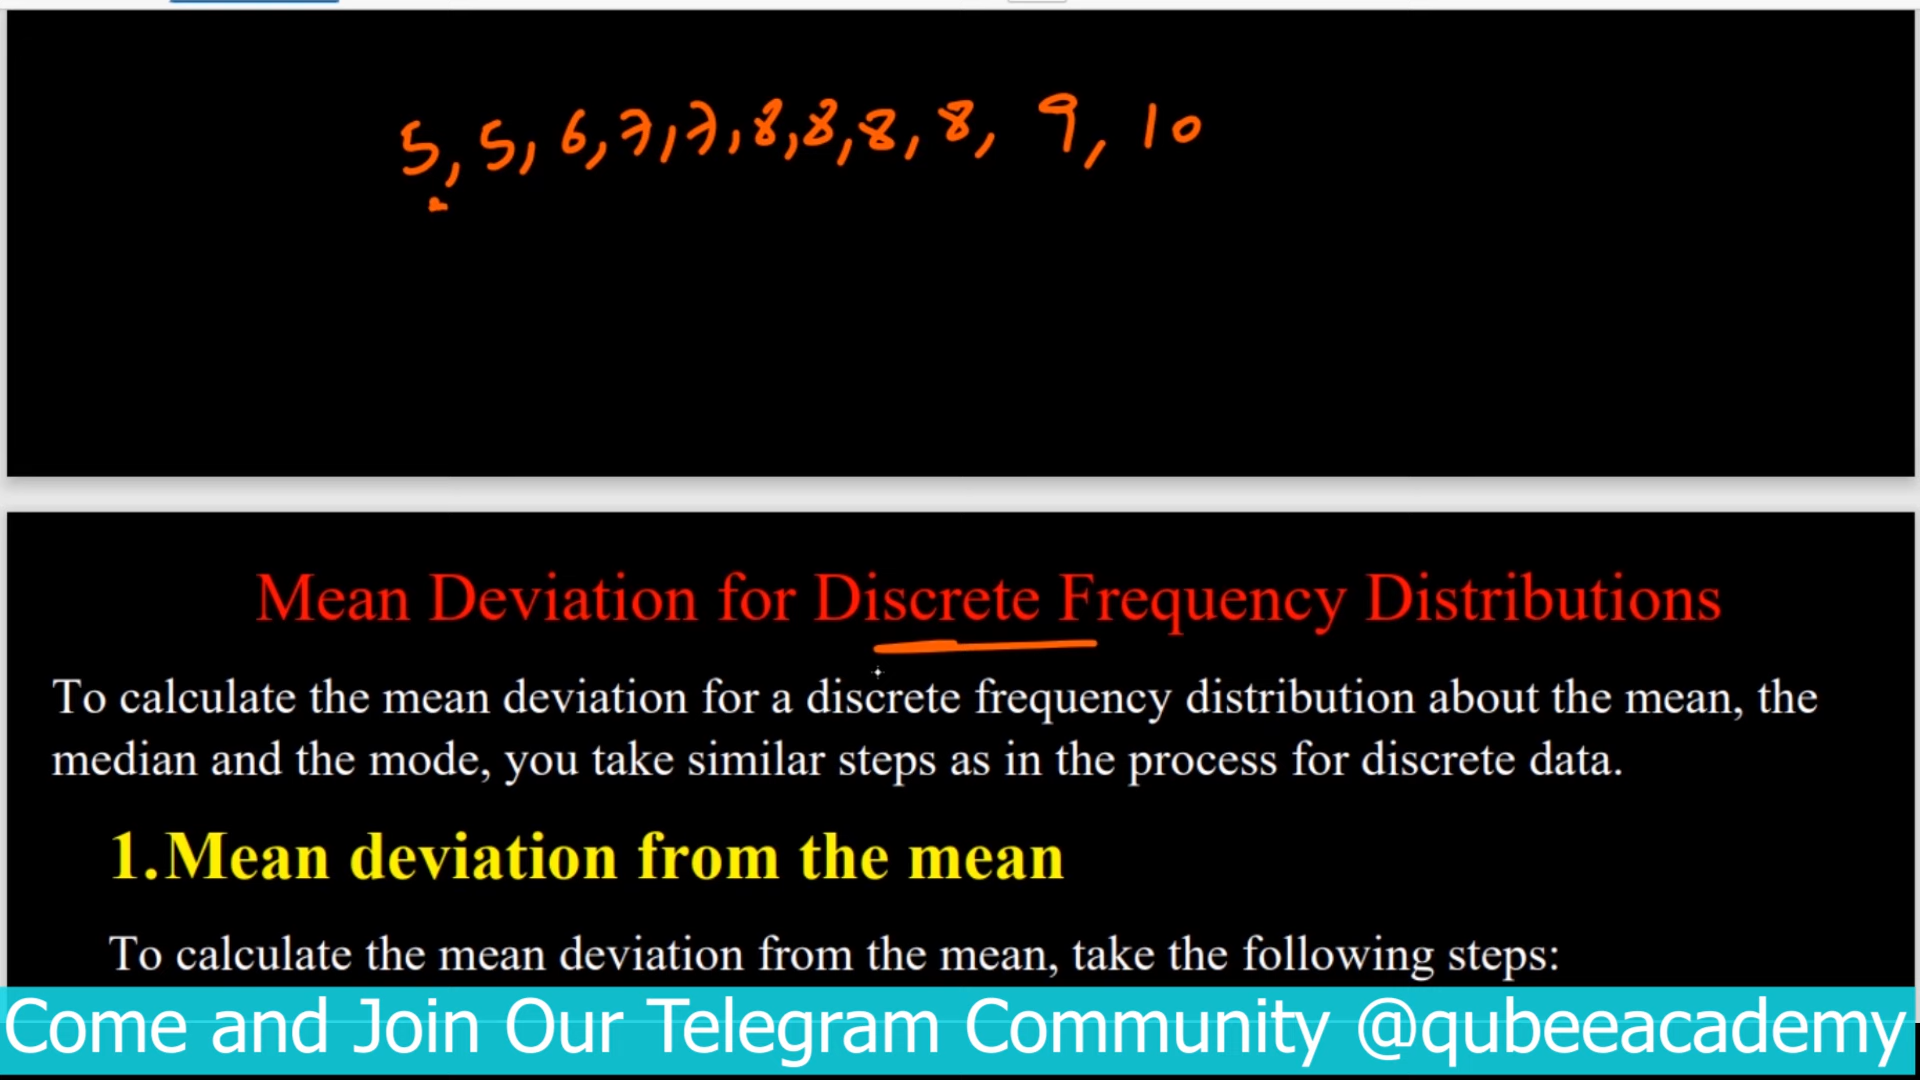 5, 5, 6, 7, 7, 8, 8, 8, 8, 9, 10
Mean Deviation for Discrete Frequency Distributions
To calculate the mean deviation for a discrete frequency distribution about the mean, the
median and the mode, you take similar steps as in the process for discrete data.
1.Mean deviation from the mean
To calculate the mean deviation from the mean, take the following steps:
Come and Join Our Telegram Community @qubeeacademy